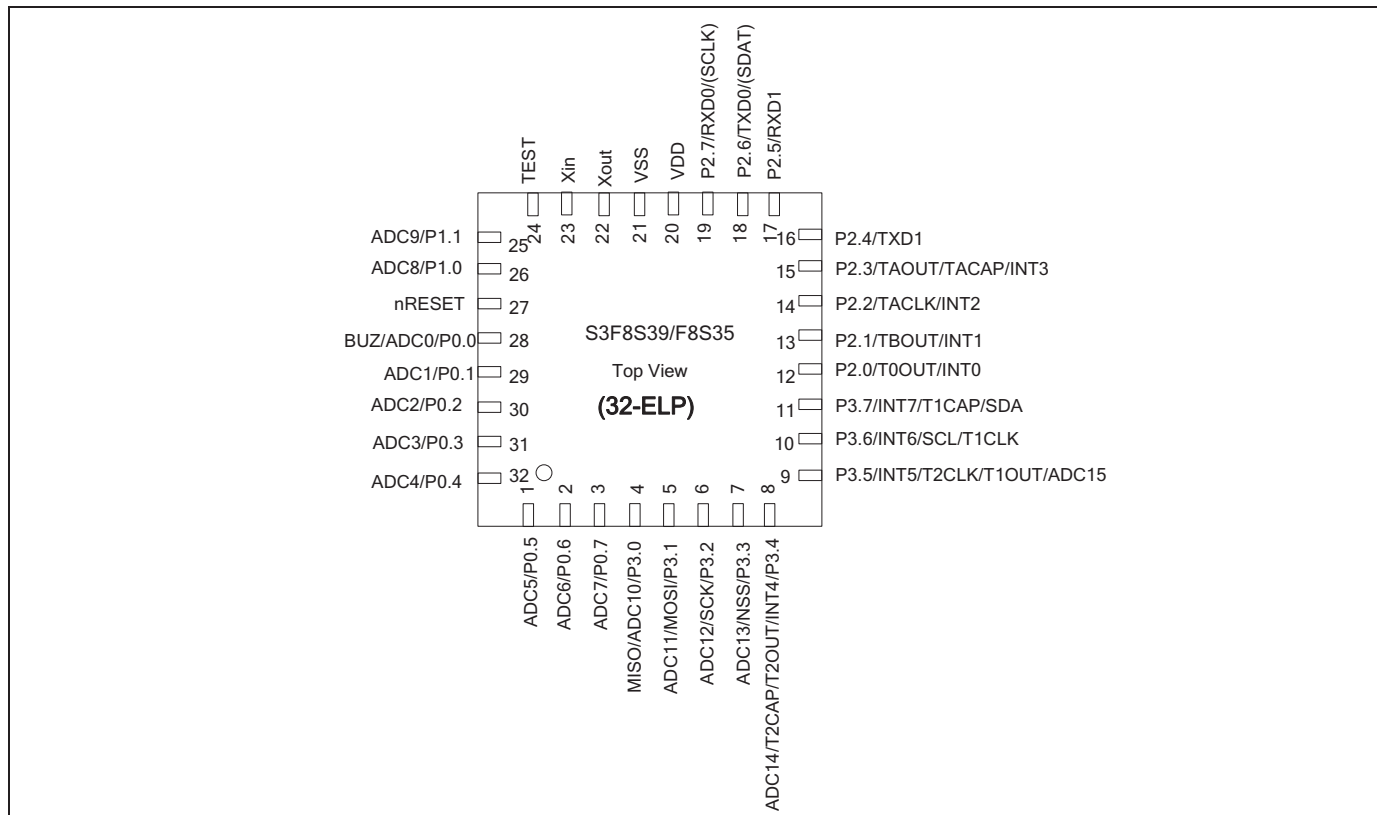 TEST
Xin
Xout
VSS
VDD
P2.7/RXD0/(SCLK)
P2.6/TXD0/(SDAT)
P2.5/RXD1
24
23
22
21
20
19
18
17
ADC9/P1.1
25
ADC8/P1.0
26
nRESET
27
BUZ/ADC0/P0.0
28
ADC1/P0.1
29
ADC2/P0.2
30
ADC3/P0.3
31
ADC4/P0.4
32
S3F8S39/F8S35
Top View
(32-ELP)
16
P2.4/TXD1
15
P2.3/TAOUT/TACAP/INT3
14
P2.2/TACLK/INT2
13
P2.1/TBOUT/INT1
12
P2.0/T0OUT/INT0
11
P3.7/INT7/T1CAP/SDA
10
P3.6/INT6/SCL/T1CLK
9
P3.5/INT5/T2CLK/T1OUT/ADC15
1
2
3
4
5
6
7
8
ADC5/P0.5
ADC6/P0.6
ADC7/P0.7
MISO/ADC10/P3.0
ADC11/MOSI/P3.1
ADC12/SCK/P3.2
ADC13/NSS/P3.3
ADC14/T2CAP/T2OUT/INT4/P3.4